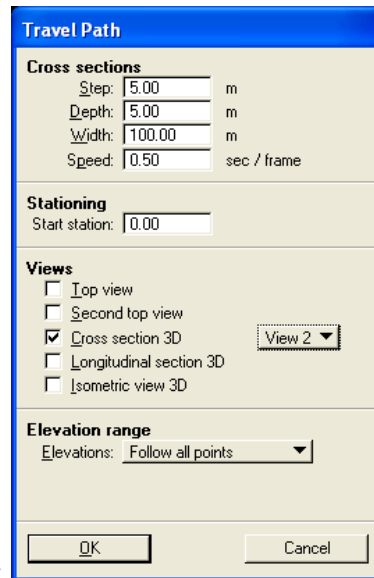 Travel Path
Cross sections
Step: 5.00 m
Depth: 5.00 m
Width: 100.00 m
Speed: 0.50 sec / frame
Stationing
Start station: 0.00
Views
Top view
Second top view
Cross section 3D View 2
Longitudinal section 3D
Isometric view 3D
Elevation range
Elevations: Follow all points
OK Cancel